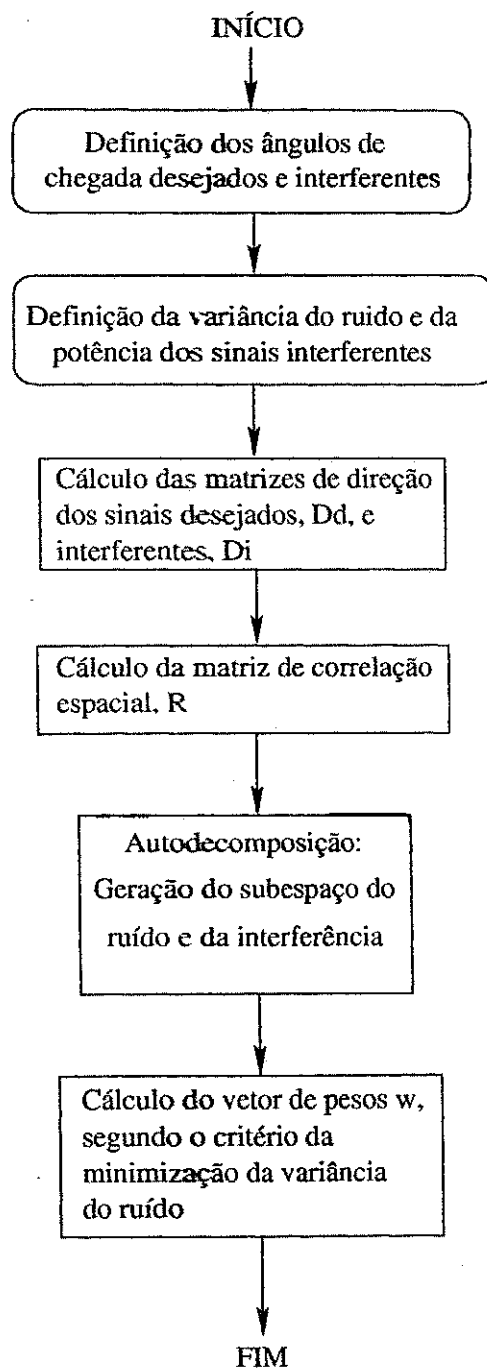 INÍCIO
Definição dos ângulos de
chegada desejados e interferentes
Definição da variância do ruido e da
potência dos sinais interferentes
Cálculo das matrizes de direção
dos sinais desejados, Dd, e
interferentes, Di
Cálculo da matriz de correlação
espacial, R
Autodecomposição:
Geração do subespaço do
ruído e da interferência
Cálculo do vetor de pesos w,
segundo o critério da
minimização da variância
do ruído
FIM